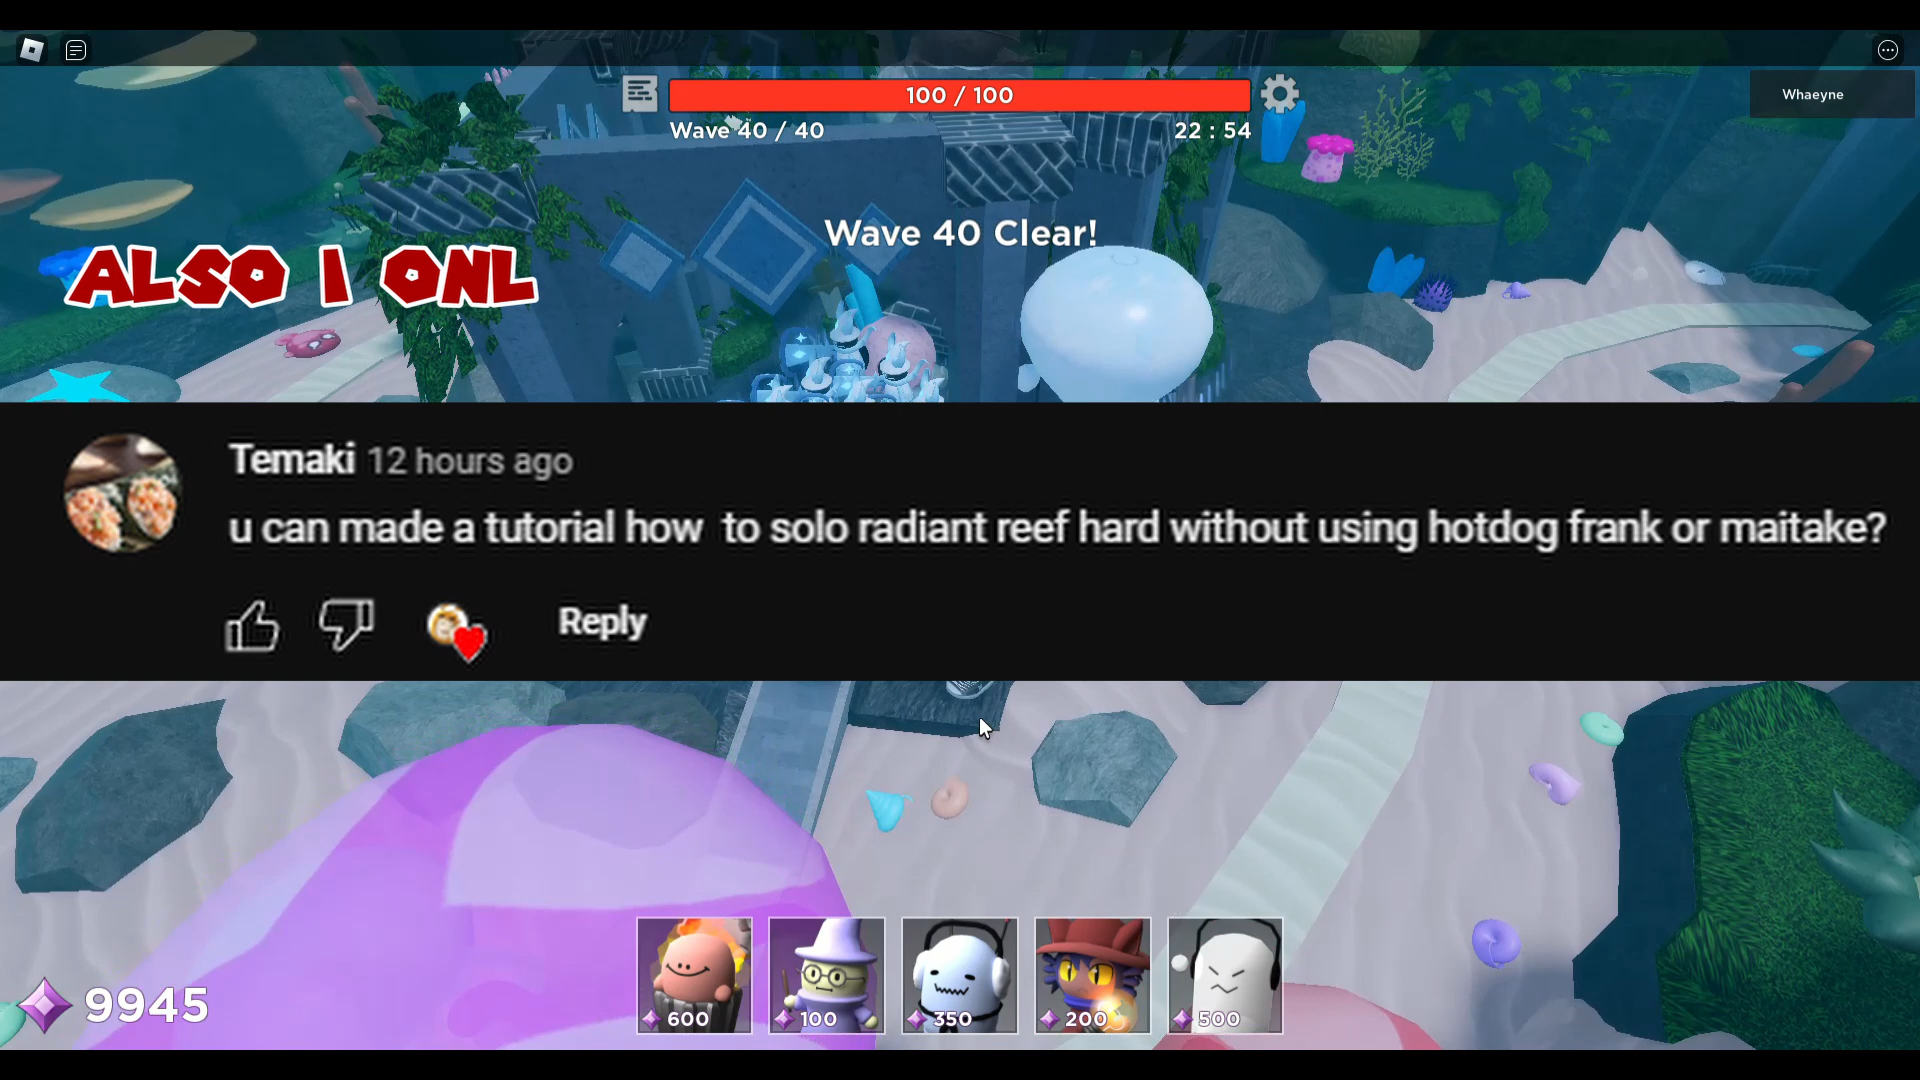 100 / 100
Whaeyne
Wave 40 / 40
22 : 54
Wave 40 Clear!
ALSO I ONL
Temaki 12 hours ago
u can made a tutorial how to solo radiant reef hard without using hotdog frank or maitake?
Reply
9945
600
100
350
200
500